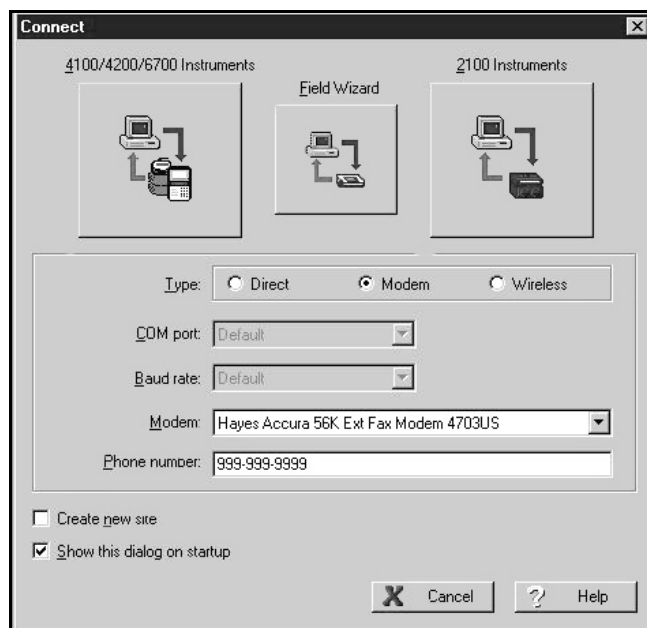 Connect
4100/4200/6700 Instruments
Field Wizard
2100 Instruments
Type: Direct Modem Wireless
COM port: Default
Baud rate: Default
Modem: Hayes Accura 56K Ext Fax Modem 4703US
Phone number: 999-999-9999
Create new site
Show this dialog on startup
Cancel Help